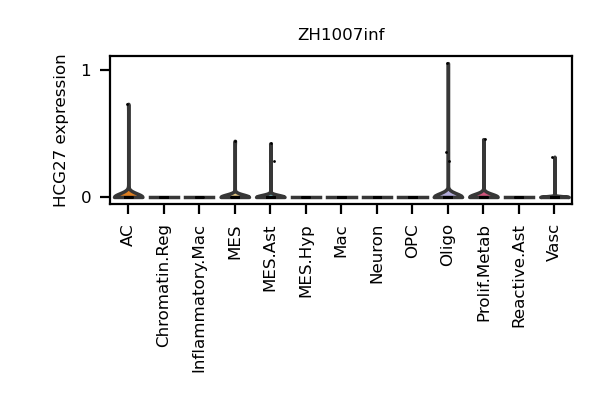 ZH1007inf
HCG27 expression
1
0
AC
Chromatin.Reg
Inflammatory.Mac
MES
MES.Ast
MES.Hyp
Mac
Neuron
OPC
Oligo
Prolif.Metab
Reactive.Ast
Vasc